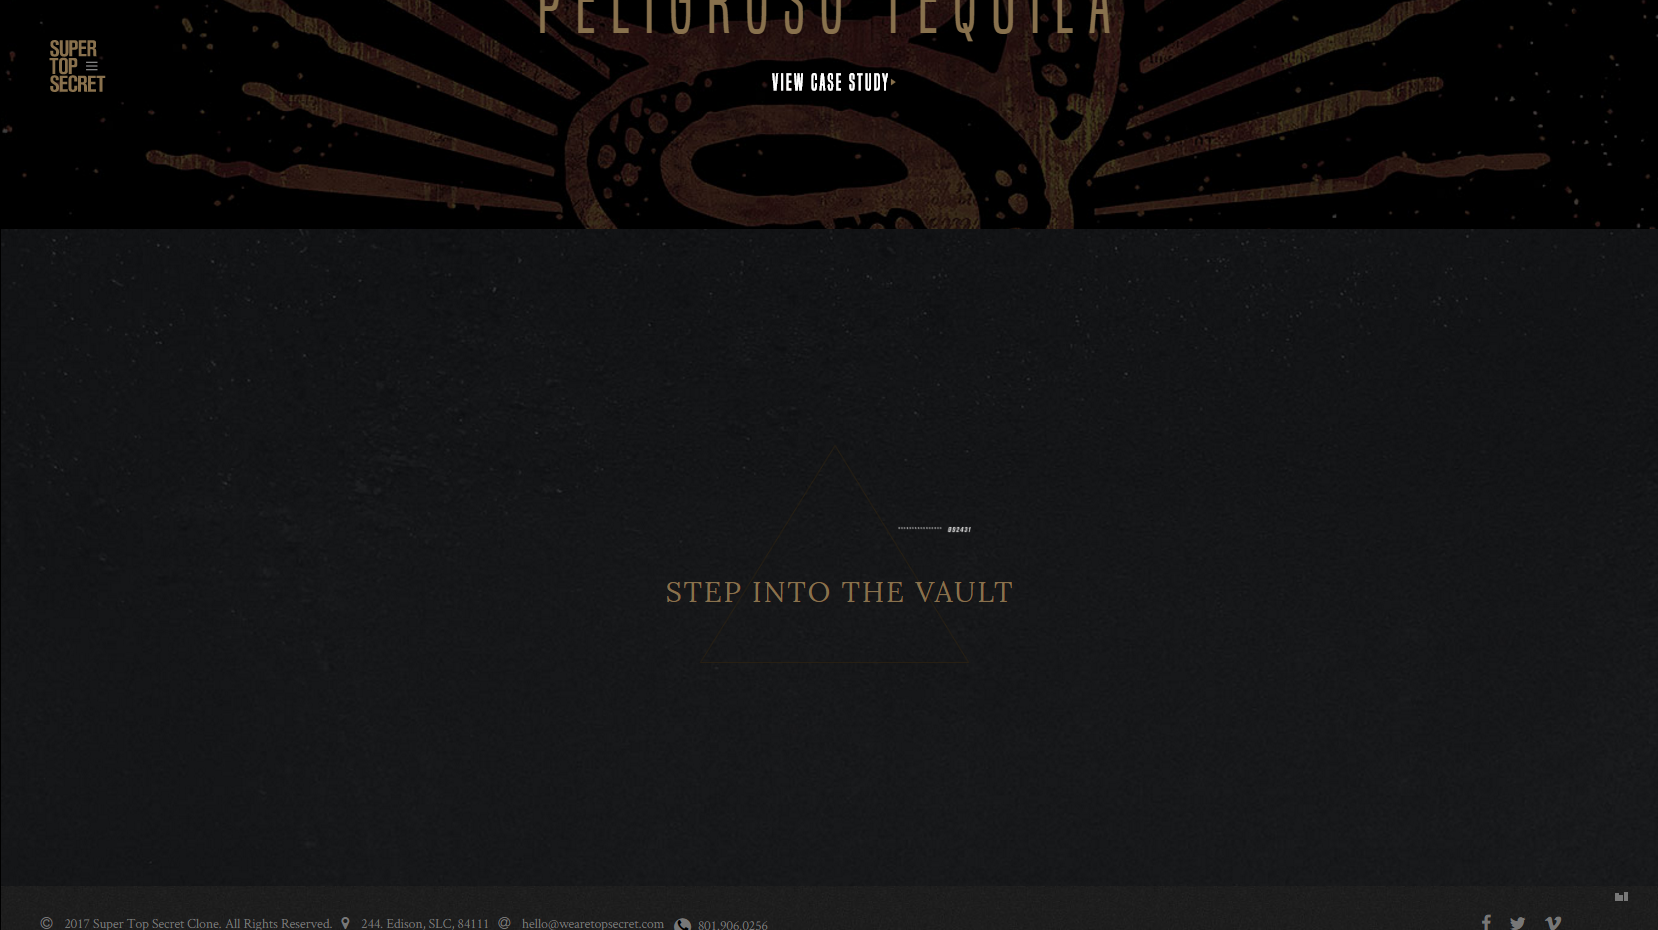 PELIGROSO TEQUILA
SUPER
TOP
SECRET
VIEW CASE STUDY
092431
STEP INTO THE VAULT
© 2017 Super Top Secret Clone. All Rights Reserved. 244. Edison, SLC, 84111 @ hello@wearetopsecret.com 801.906.0256